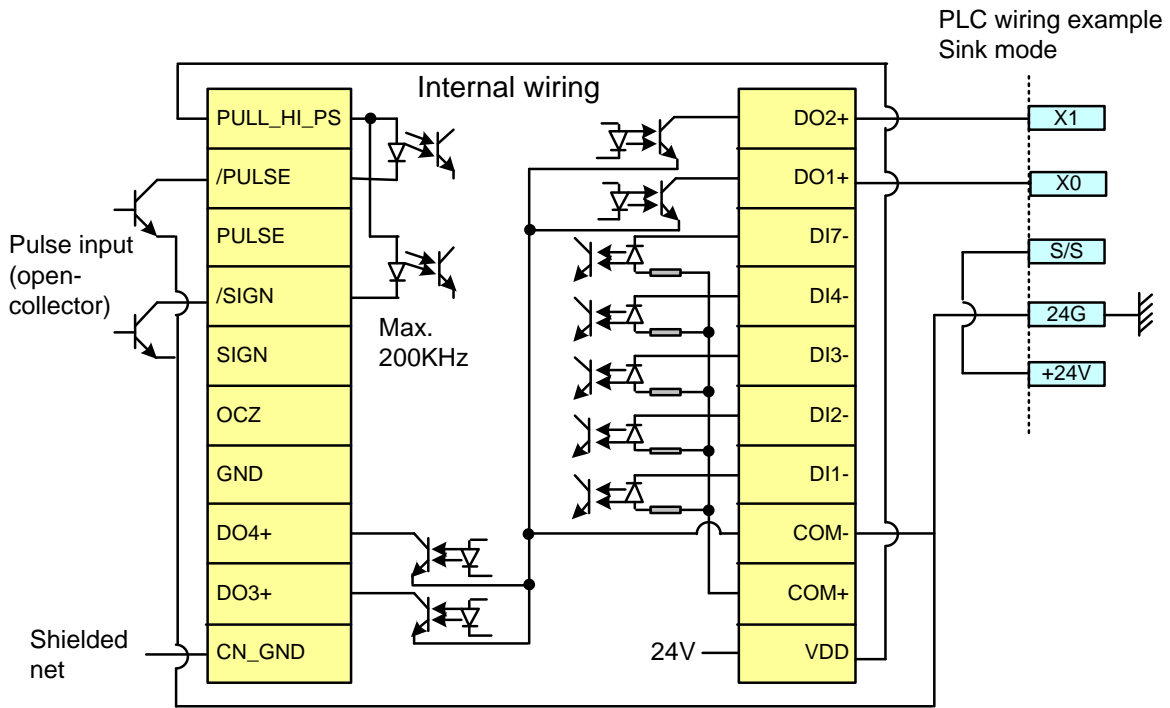 PLC wiring example
Sink mode
Internal wiring
PULL_HI_PS
/PULSE
PULSE
/SIGN
SIGN
OCZ
GND
DO4+
DO3+
CN_GND
Pulse input
(open-
collector)
Shielded
net
Max.
200KHz
24V
DO2+
DO1+
DI7-
DI4-
DI3-
DI2-
DI1-
COM-
COM+
VDD
X1
X0
S/S
24G
+24V